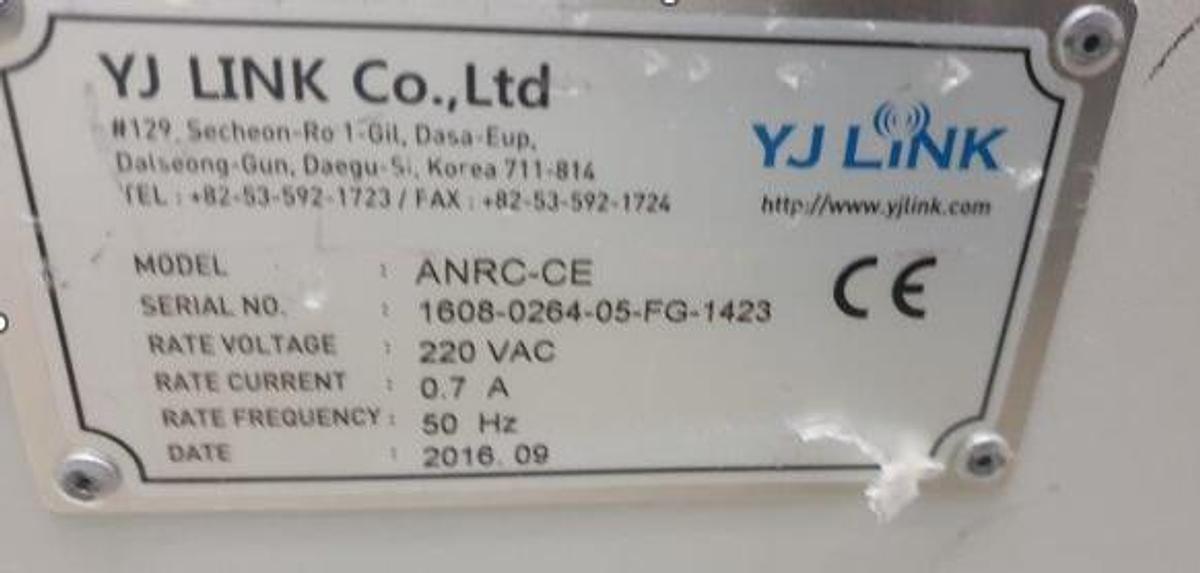 YJ LINK Co.,Ltd
#129, Secheon-Ro 1-Gil, Dasa-Eup,
Dalseong-Gun, Daegu-Si, Korea 711-814
TEL : +82-53-592-1723 / FAX : +82-53-592-1724
YJ LiNK
http://www.yjlink.com
CE
MODEL : ANRC-CE
SERIAL NO. : 1608-0264-05-FG-1423
RATE VOLTAGE : 220 VAC
RATE CURRENT : 0.7 A
RATE FREQUENCY : 50 Hz
DATE : 2016. 09